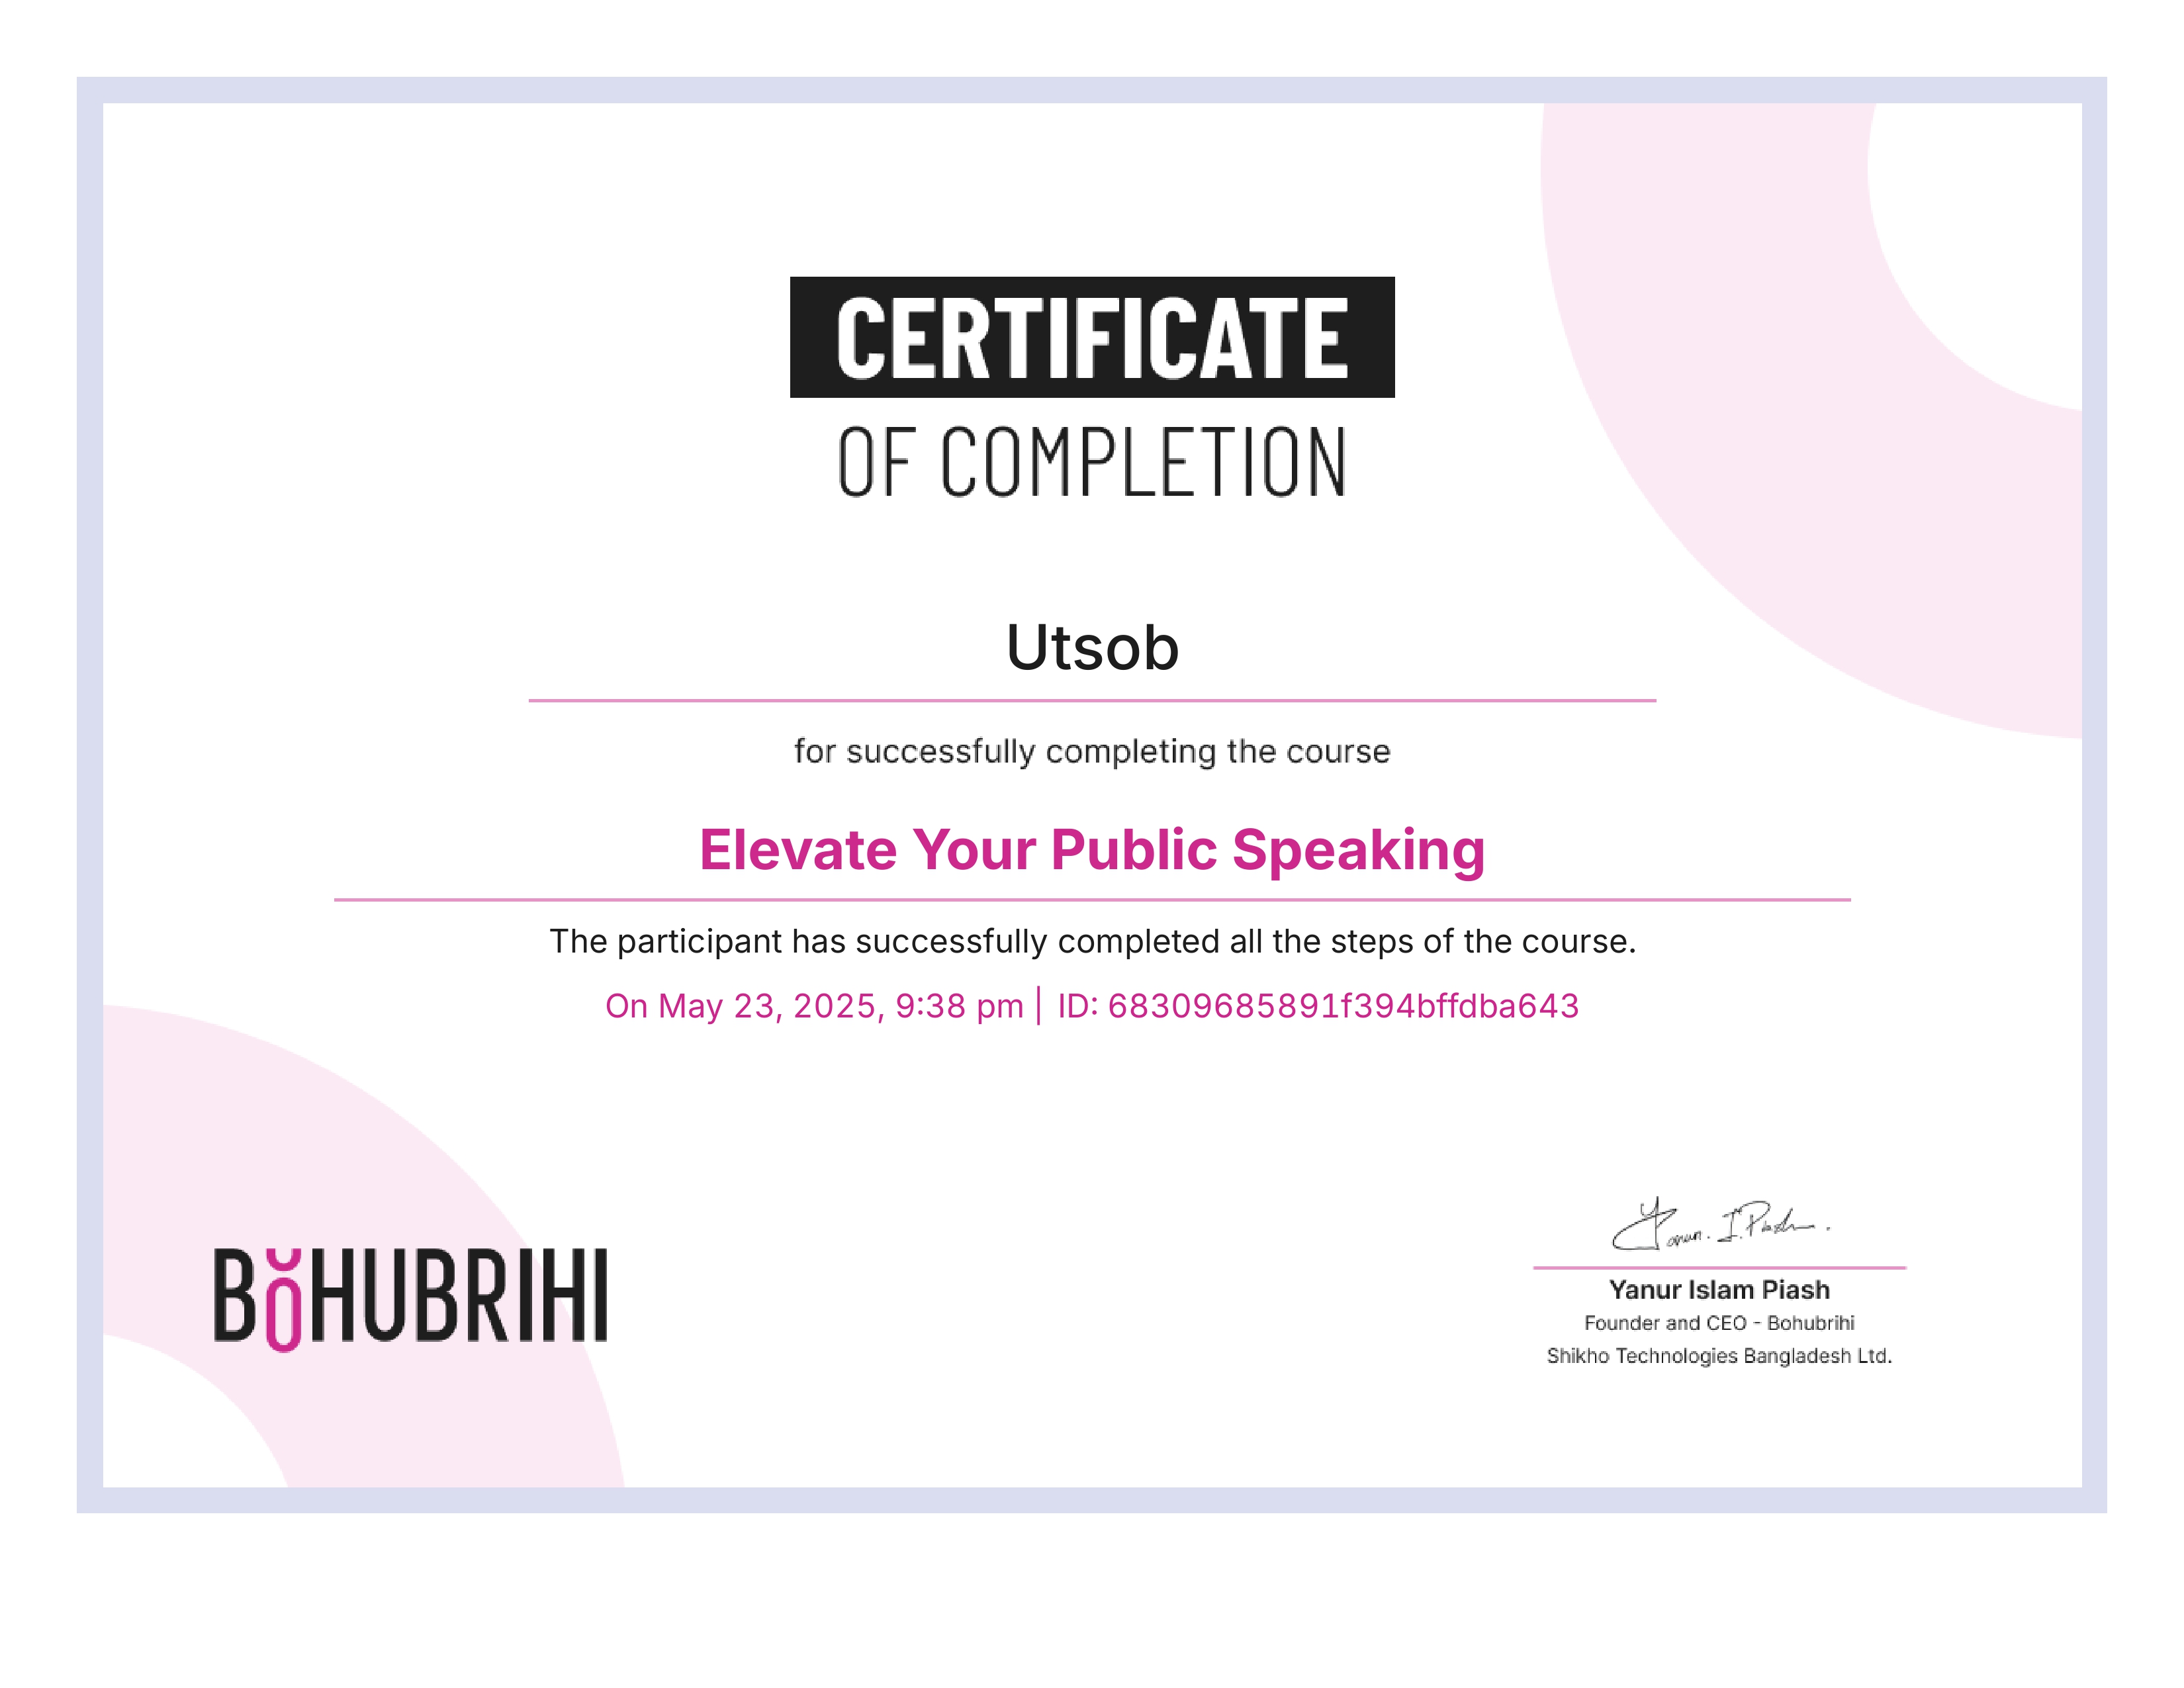 CERTIFICATE
OF COMPLETION
Utsob
for successfully completing the course
Elevate Your Public Speaking
The participant has successfully completed all the steps of the course.
On May 23, 2025, 9:38 pm | ID: 68309685891f394bffdba643
BOHUBRIHI
Yanur. I. Piash.
Yanur Islam Piash
Founder and CEO - Bohubrihi
Shikho Technologies Bangladesh Ltd.